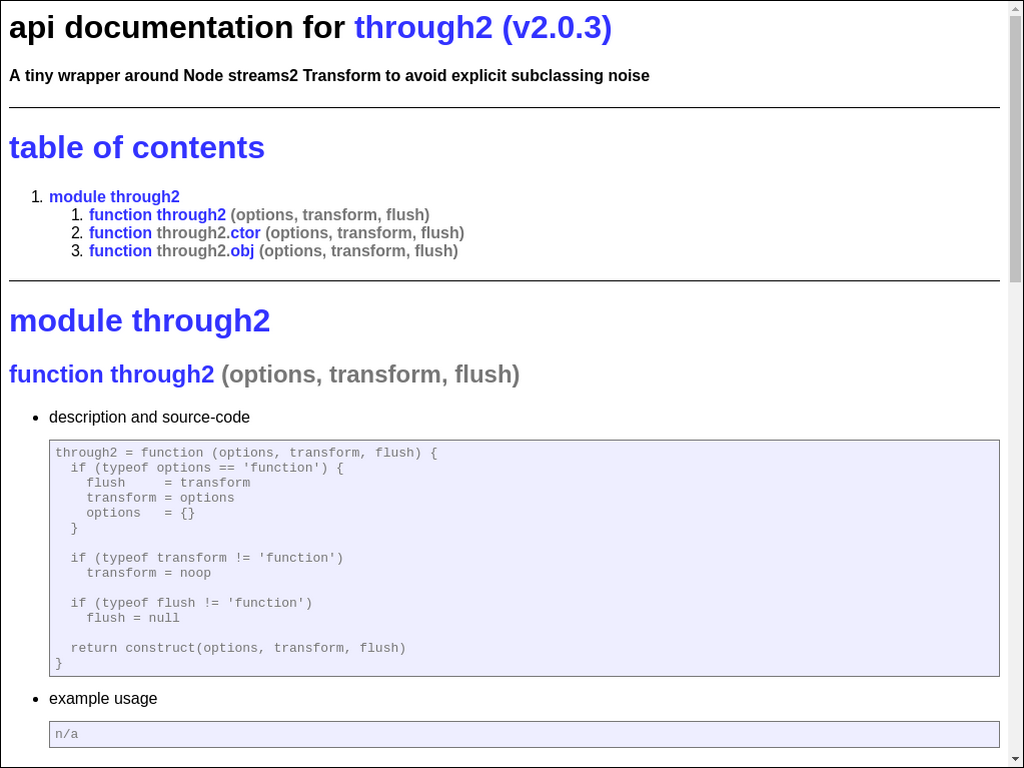 api documentation for through2 (v2.0.3)
A tiny wrapper around Node streams2 Transform to avoid explicit subclassing noise
table of contents
1. module through2
1. function through2 (options, transform, flush)
2. function through2.ctor (options, transform, flush)
3. function through2.obj (options, transform, flush)
module through2
function through2 (options, transform, flush)
• description and source-code
through2 = function (options, transform, flush) {
  if (typeof options == 'function') {
    flush     = transform
    transform = options
    options   = {}
  }

  if (typeof transform != 'function')
    transform = noop

  if (typeof flush != 'function')
    flush = null

  return construct(options, transform, flush)
}
• example usage
n/a